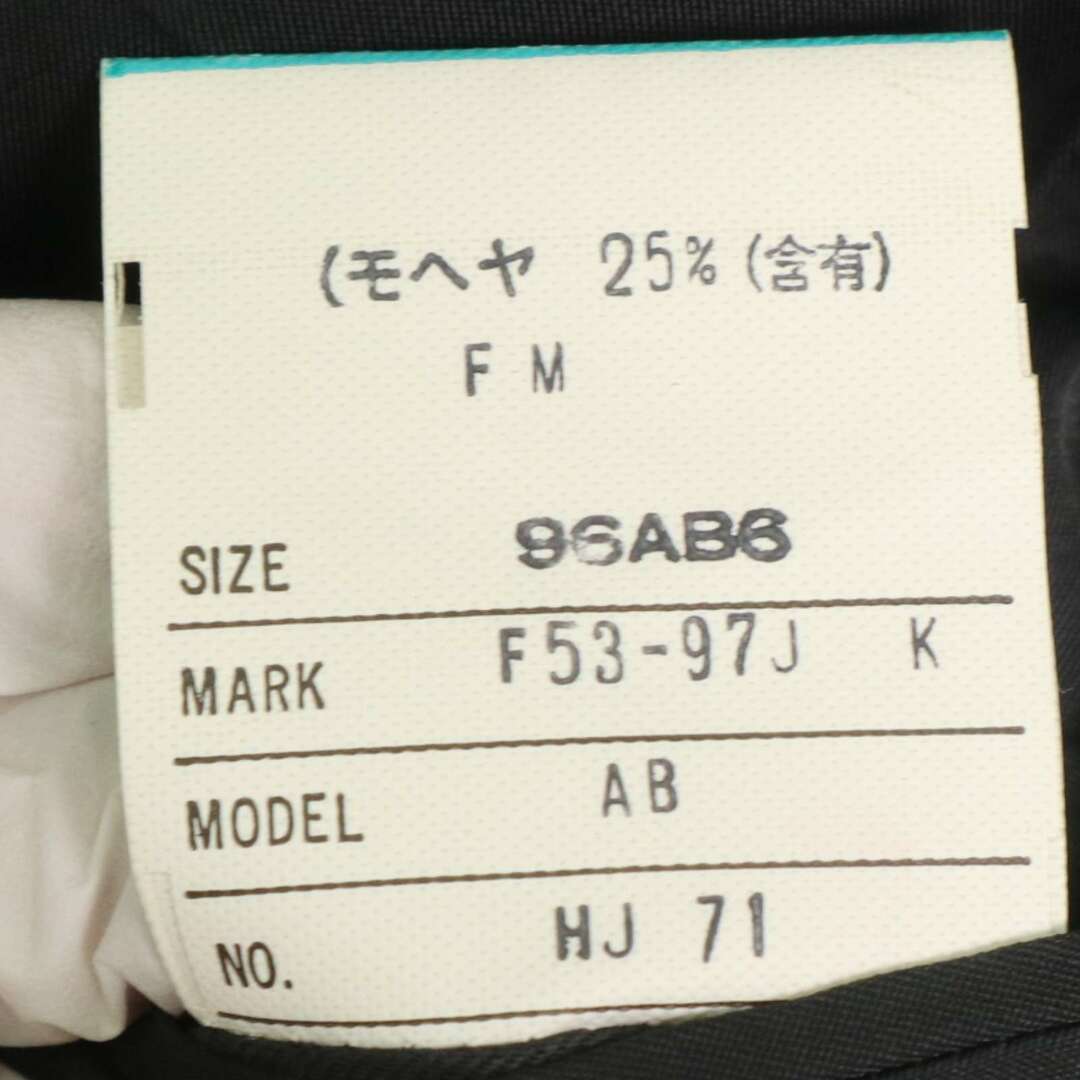 (モヘヤ 25% (含有)
F M
SIZE 96AB6
MARK F53-97J K
MODEL AB
NO. HJ 71